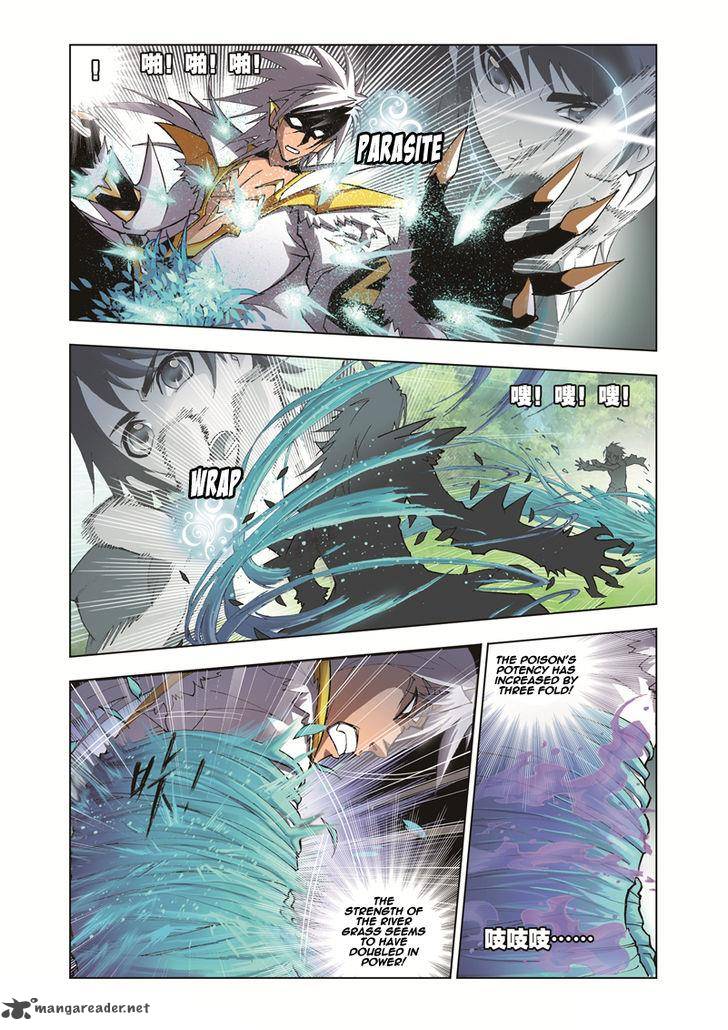 !
啪! 啪! 啪!
PARASITE
嗖! 嗖! 嗖!
WRAP
THE POISON'S
POTENCY HAS
INCREASED BY
THREE FOLD!
THE
STRENGTH OF
THE RIVER
GRASS SEEMS
TO HAVE
DOUBLED IN
POWER!
吱吱吱……
mangareader.net